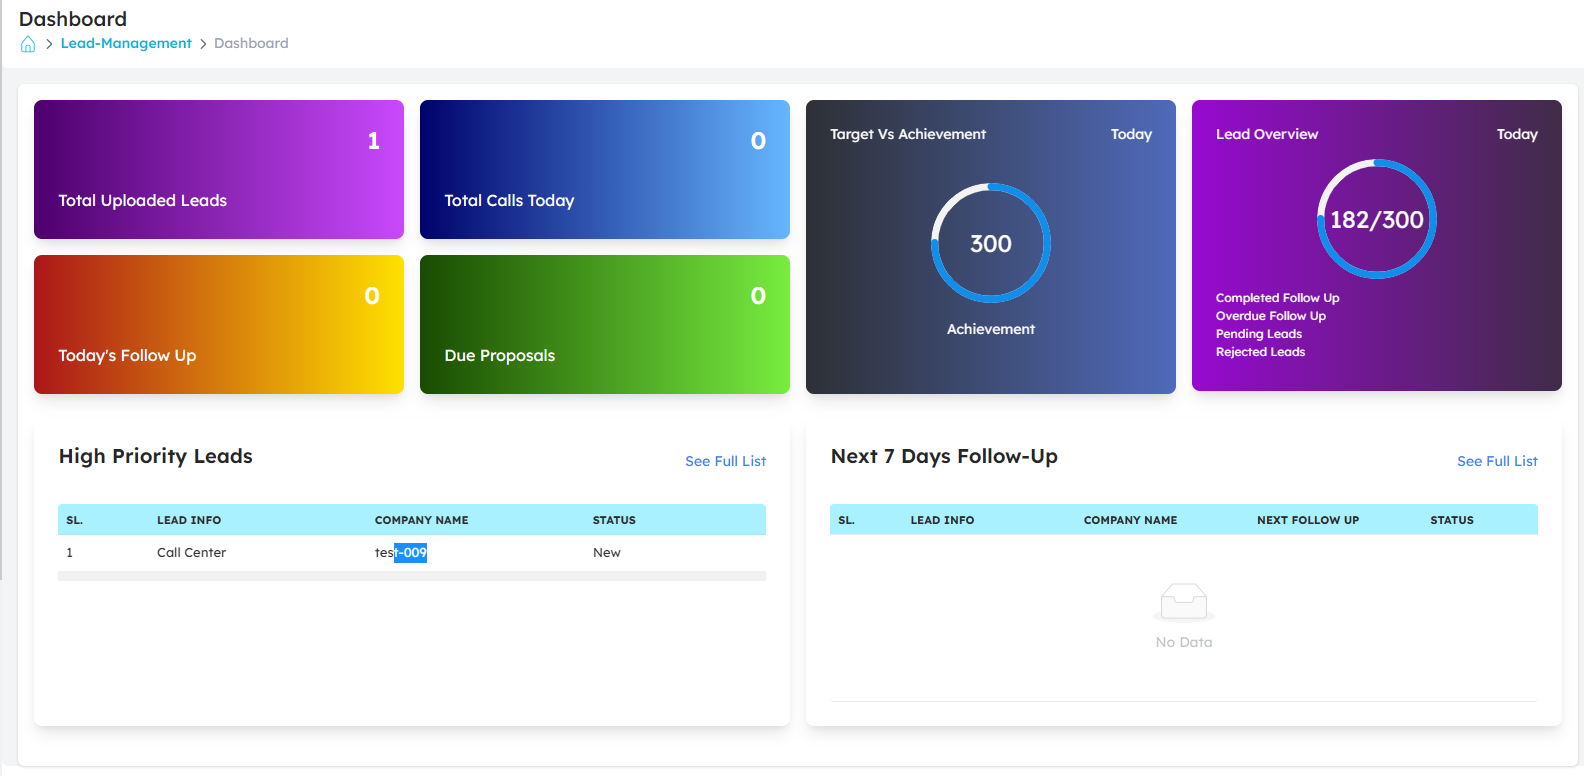 Dashboard
Lead-Management > Dashboard
1
Total Uploaded Leads
0
Total Calls Today
0
Today's Follow Up
0
Due Proposals
Target Vs Achievement Today
300
Achievement
Lead Overview Today
182/300
Completed Follow Up
Overdue Follow Up
Pending Leads
Rejected Leads
High Priority Leads See Full List
SL. LEAD INFO COMPANY NAME STATUS
1 Call Center test-009 New
Next 7 Days Follow-Up See Full List
SL. LEAD INFO COMPANY NAME NEXT FOLLOW UP STATUS
No Data